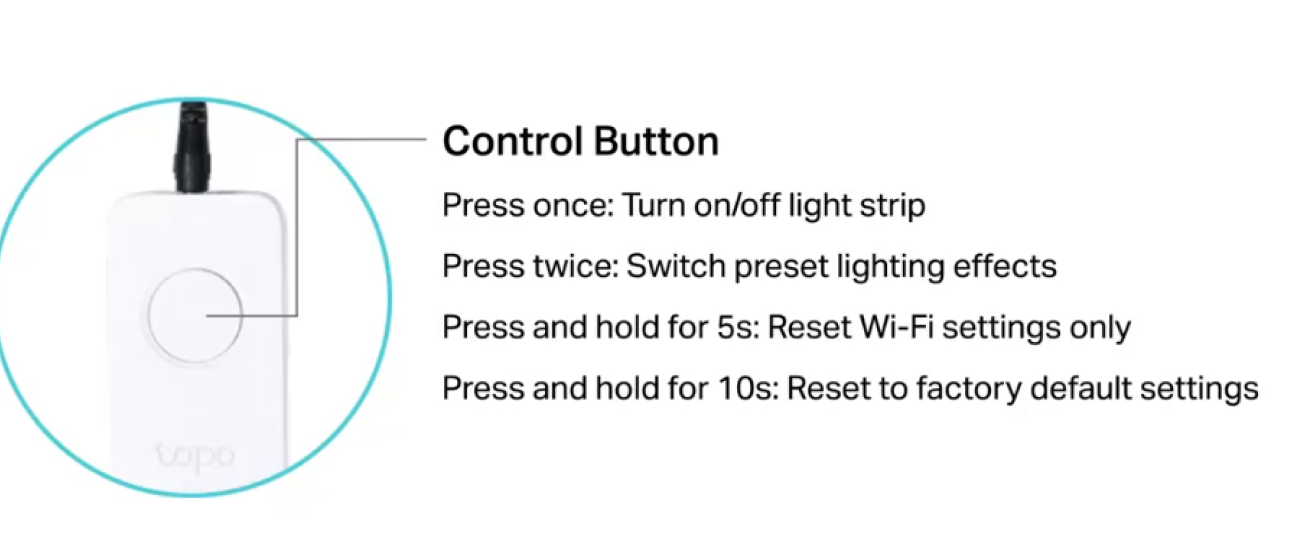 Control Button
Press once: Turn on/off light strip
Press twice: Switch preset lighting effects
Press and hold for 5s: Reset Wi-Fi settings only
Press and hold for 10s: Reset to factory default settings
tapo